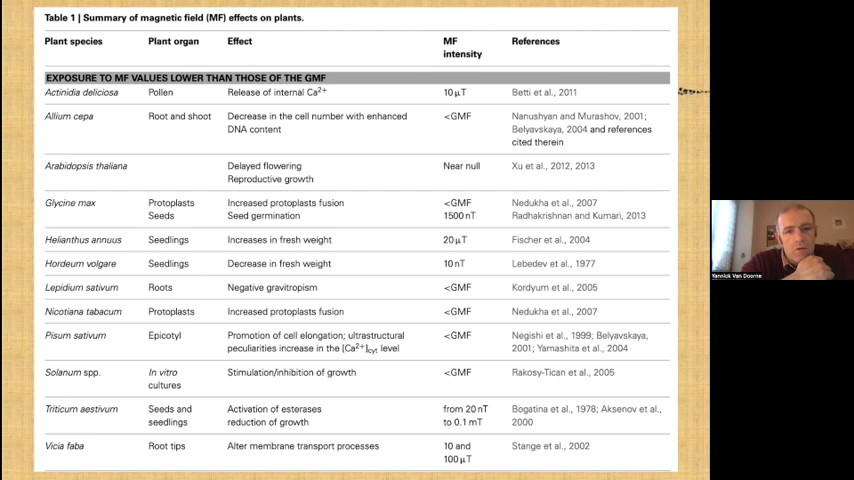 Table 1 | Summary of magnetic field (MF) effects on plants.
Plant species Plant organ Effect MF intensity References
EXPOSURE TO MF VALUES LOWER THAN THOSE OF THE GMF
Actinidia deliciosa Pollen Release of internal Ca2+ 10 µT Betti et al., 2011
Allium cepa Root and shoot Decrease in the cell number with enhanced <GMF Nanushyan and Murashov, 2001;
DNA content Belyavskaya, 2004 and references
cited therein
Arabidopsis thaliana Delayed flowering Near null Xu et al., 2012, 2013
Reproductive growth
Glycine max Protoplasts Increased protoplasts fusion <GMF Nedukha et al., 2007
Seeds Seed germination 1500 nT Radhakrishnan and Kumari, 2013
Helianthus annuus Seedlings Increases in fresh weight 20 µT Fischer et al., 2004
Hordeum volgare Seedlings Decrease in fresh weight 10 nT Lebedev et al., 1977
Lepidium sativum Roots Negative gravitropism <GMF Kordyum et al., 2005
Nicotiana tabacum Protoplasts Increased protoplasts fusion <GMF Nedukha et al., 2007
Pisum sativum Epicotyl Promotion of cell elongation; ultrastructural <GMF Negishi et al., 1999; Belyavskaya,
peculiarities increase in the [Ca2+]cyt level 2001; Yamashita et al., 2004
Solanum spp. In vitro Stimulation/inhibition of growth <GMF Rakosy-Tican et al., 2005
cultures
Triticum aestivum Seeds and Activation of esterases from 20 nT Bogatina et al., 1978; Aksenov et al.,
seedlings reduction of growth to 0.1 mT 2000
Vicia faba Root tips Alter membrane transport processes 10 and Stange et al., 2002
100 µT
Yannick Van Doorne